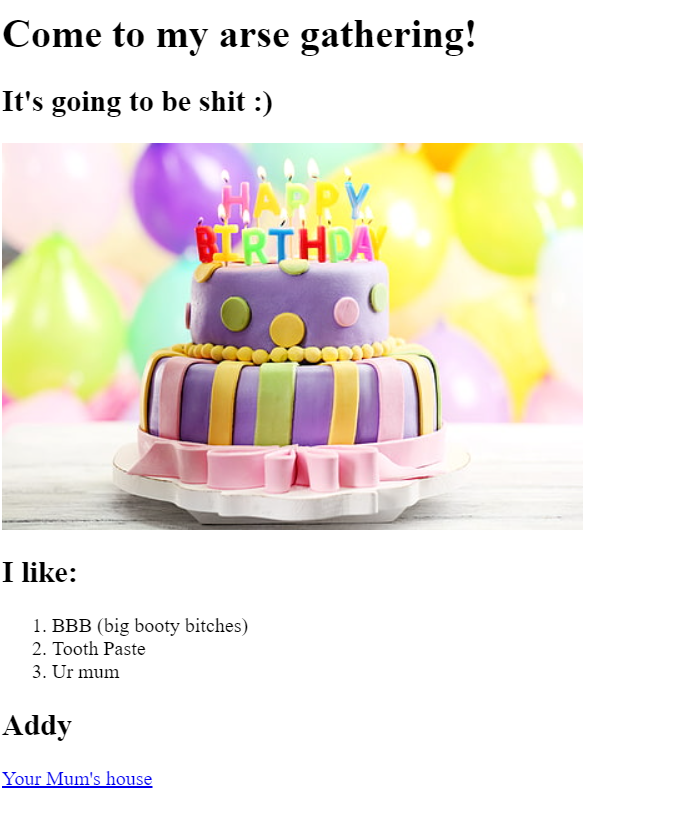 Come to my arse gathering!
It's going to be shit :)
HAPPY
BIRTHDAY
I like:
1. BBB (big booty bitches)
2. Tooth Paste
3. Ur mum
Addy
Your Mum's house